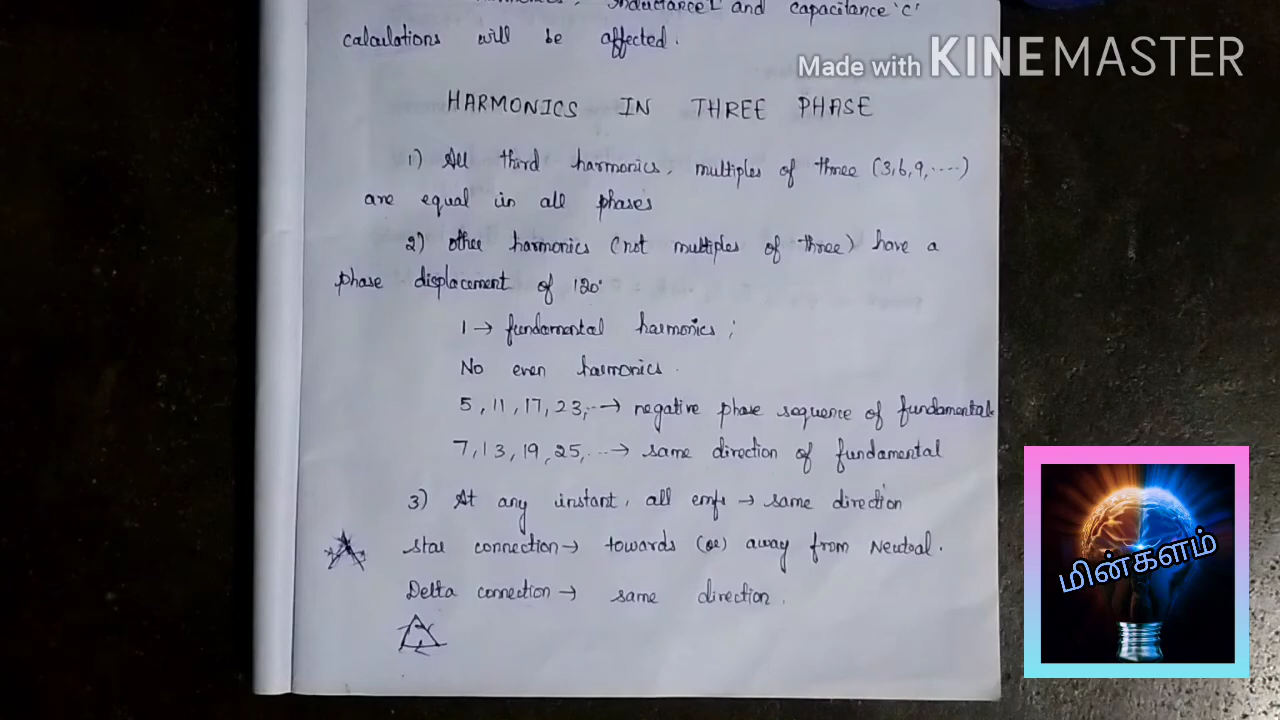 Inductance L and capacitance 'C'
calculations will be affected.
Made with KINEMASTER
HARMONICS IN THREE PHASE
1) All third harmonics, multiples of three (3,6,9,....)
are equal in all phases
2) other harmonics (not multiples of three) have a
phase displacement of 120°
1 → fundamental harmonics ;
No even harmonics.
5, 11, 17, 23,..→ negative phase sequence of fundamental.
7, 13, 19, 25,...→ same direction of fundamental
3) At any instant, all emfs → same direction
Star connection → towards (or) away from Neutral.
Delta connection → same direction.
மின்களம்